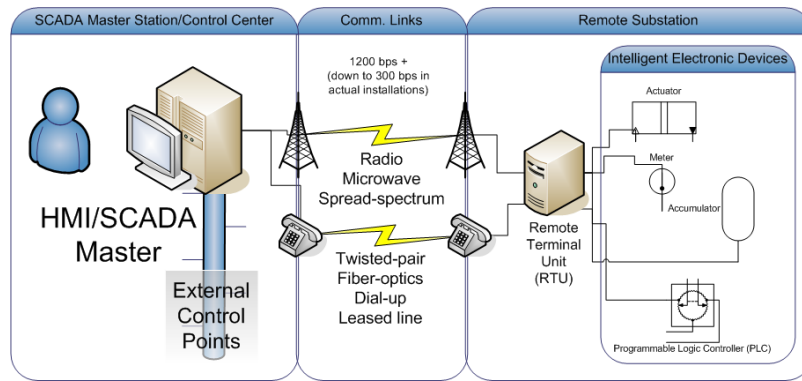 SCADA Master Station/Control Center
HMI/SCADA
Master
External
Control
Points
Comm. Links
1200 bps +
(down to 300 bps in
actual installations)
Radio
Microwave
Spread-spectrum
Twisted-pair
Fiber-optics
Dial-up
Leased line
Remote Substation
Remote
Terminal
Unit
(RTU)
Intelligent Electronic Devices
Actuator
Meter
Accumulator
Programmable Logic Controller (PLC)